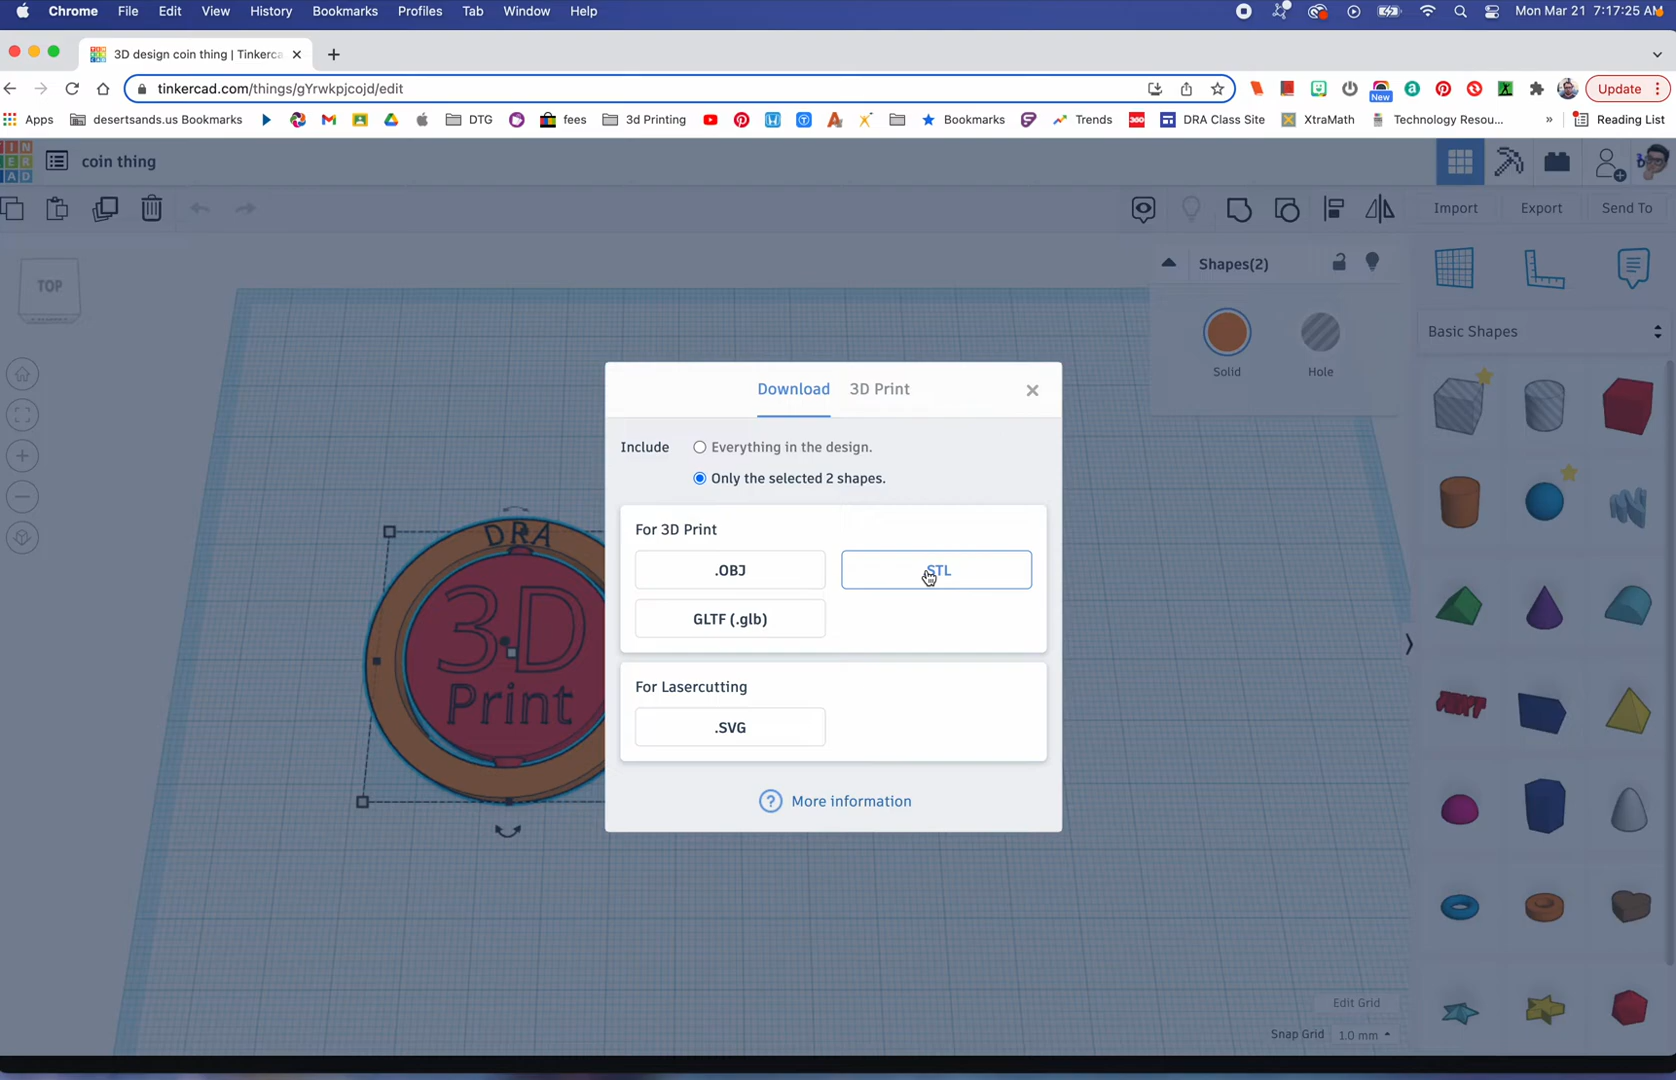 Chrome File Edit View History Bookmarks Profiles Tab Window Help Mon Mar 21 7:17:25 AM
3D design coin thing | Tinkerca
tinkercad.com/things/gYrwkpjcojd/edit New Update
Apps desertsands.us Bookmarks DTG fees 3d Printing Bookmarks Trends DRA Class Site XtraMath Technology Resou... » Reading List
TIN
KER
CAD
coin thing
Import Export Send To
TOP
Shapes(2)
Solid Hole
Basic Shapes
Download 3D Print
Include Everything in the design.
Only the selected 2 shapes.
For 3D Print
.OBJ STL
GLTF (.glb)
For Lasercutting
.SVG
? More information
DRA
3D
Print
Edit Grid
Snap Grid 1.0 mm